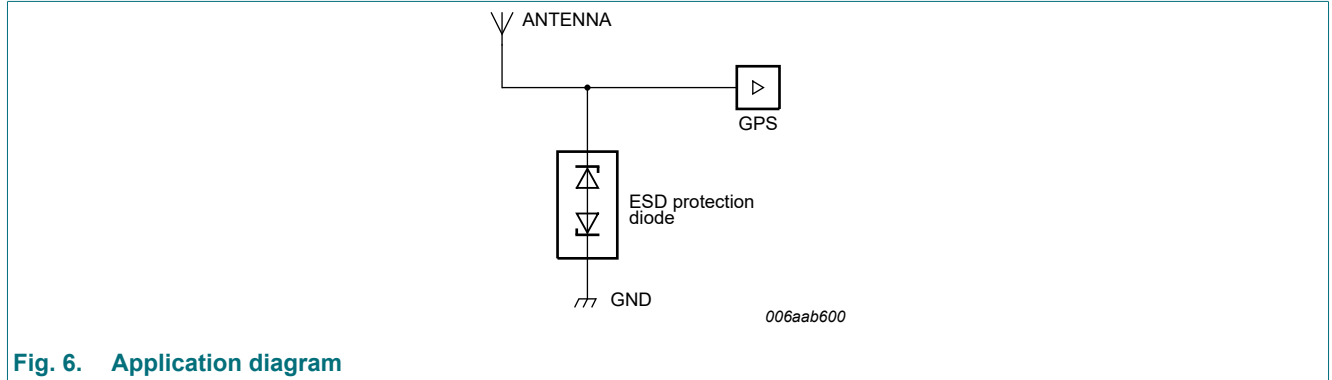 ANTENNA
GPS
ESD protection
diode
GND
006aab600
Fig. 6. Application diagram